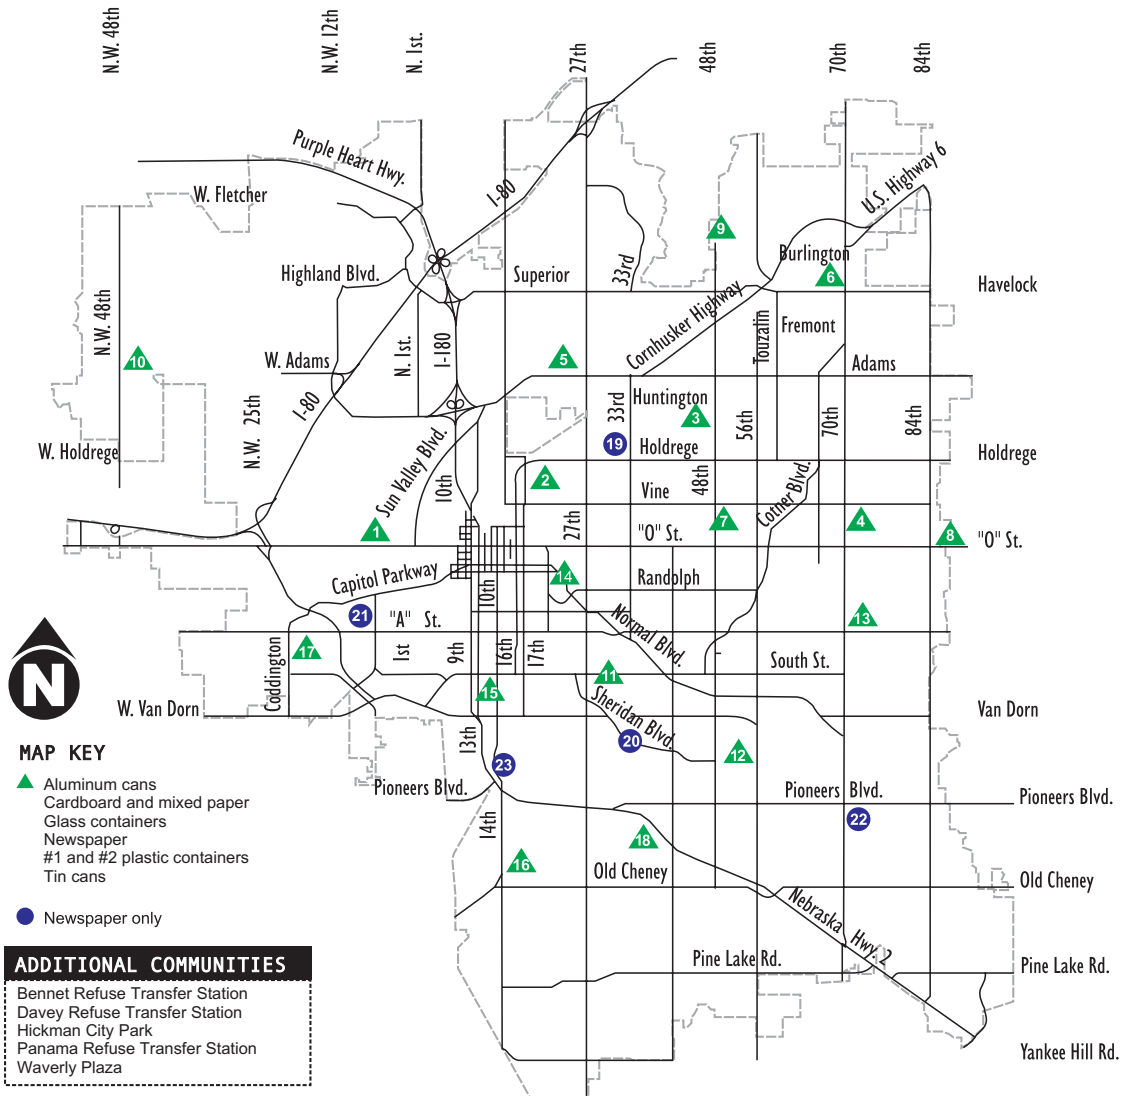 N.W. 48th
N.W. 12th
N. 1st.
27th
48th
70th
84th
Purple Heart Hwy.
W. Fletcher
I-80
U.S. Highway 6
9
33rd
Burlington
6
Highland Blvd.
Superior
Havelock
N.W. 48th
Cornhusker Highway
Touzalin
Fremont
10
W. Adams
N. 1st.
I-180
5
Adams
N.W. 25th
I-80
33rd
Huntington
3
56th
70th
84th
19
Holdrege
Holdrege
W. Holdrege
Sun Valley Blvd.
10th
2
Vine
48th
Cotner Blvd.
1
27th
"O" St.
7
4
8
"O" St.
Capitol Parkway
10th
14
Randolph
21
"A" St.
Normal Blvd.
13
17
Coddington
1st
9th
16th
17th
South St.
11
15
Sheridan Blvd.
W. Van Dorn
Van Dorn
13th
20
12
23
Pioneers Blvd.
Pioneers Blvd.
Pioneers Blvd.
14th
22
18
16
Old Cheney
Old Cheney
Nebraska Hwy. 2
Pine Lake Rd.
Pine Lake Rd.
Yankee Hill Rd.
N
MAP KEY
Aluminum cans
Cardboard and mixed paper
Glass containers
Newspaper
#1 and #2 plastic containers
Tin cans
Newspaper only
ADDITIONAL COMMUNITIES
Bennet Refuse Transfer Station
Davey Refuse Transfer Station
Hickman City Park
Panama Refuse Transfer Station
Waverly Plaza